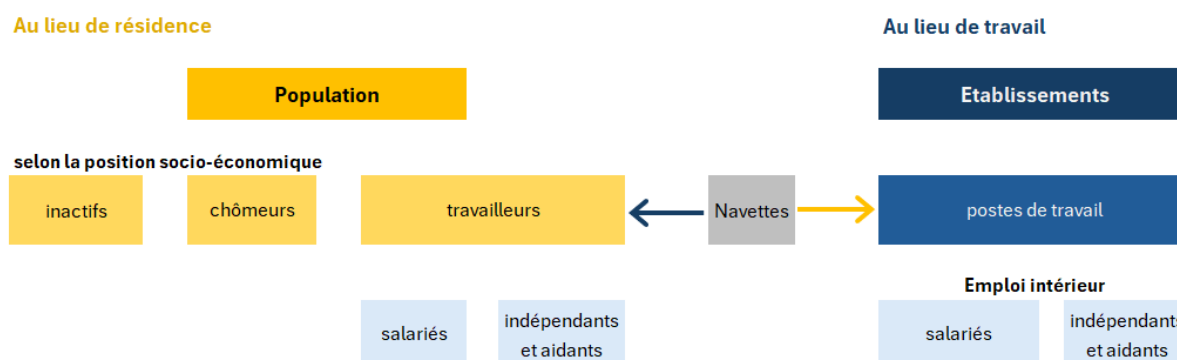 Au lieu de résidence
Au lieu de travail
Population
Etablissements
selon la position socio-économique
inactifs
chômeurs
travailleurs
Navettes
postes de travail
Emploi intérieur
salariés
indépendants
et aidants
salariés
indépendants
et aidants